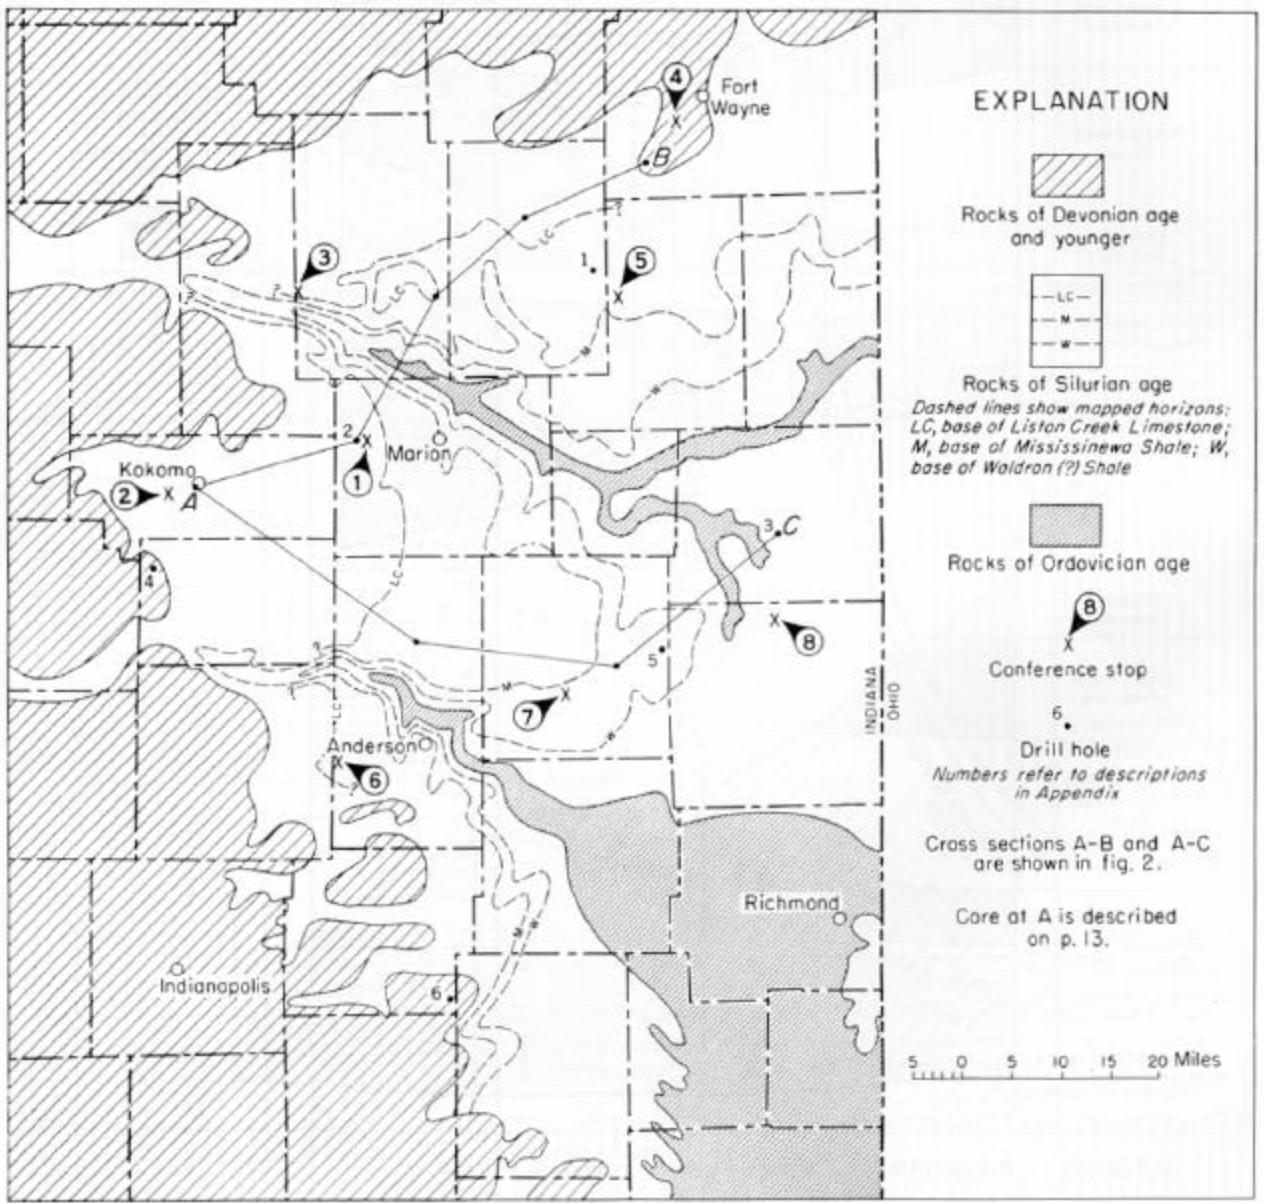 4
Fort
Wayne
B
?
LC
3
1
5
?
?
LC
M
W
2
Marion
1
Kokomo
2
A
3
C
4
LC
8
5
?
M
7
LC
W
Anderson
6
?
Richmond
M
W
Indianapolis
6
INDIANA
OHIO
EXPLANATION
Rocks of Devonian age
and younger
LC
M
W
Rocks of Silurian age
Dashed lines show mapped horizons:
LC, base of Liston Creek Limestone;
M, base of Mississinewa Shale; W,
base of Waldron (?) Shale
Rocks of Ordovician age
8
Conference stop
6
Drill hole
Numbers refer to descriptions
in Appendix
Cross sections A-B and A-C
are shown in fig. 2.
Core at A is described
on p. 13.
5 0 5 10 15 20 Miles